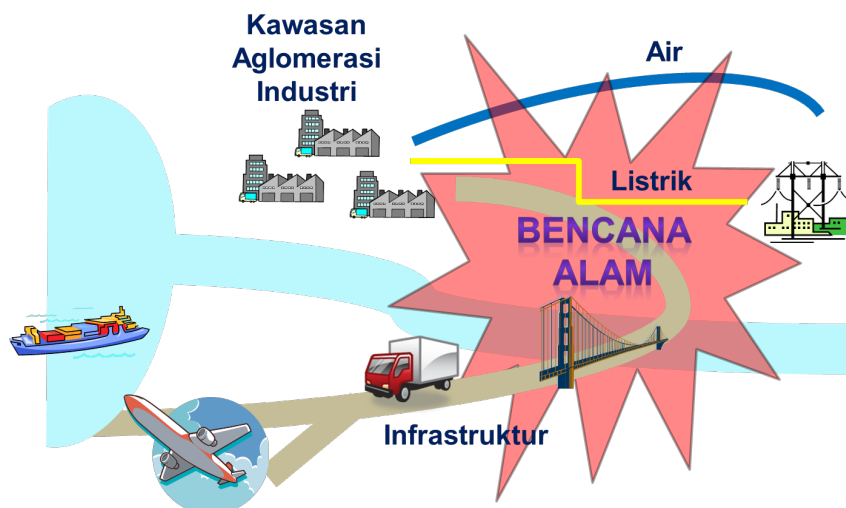 Kawasan
Aglomerasi
Industri
Air
Listrik
BENCANA
ALAM
Infrastruktur